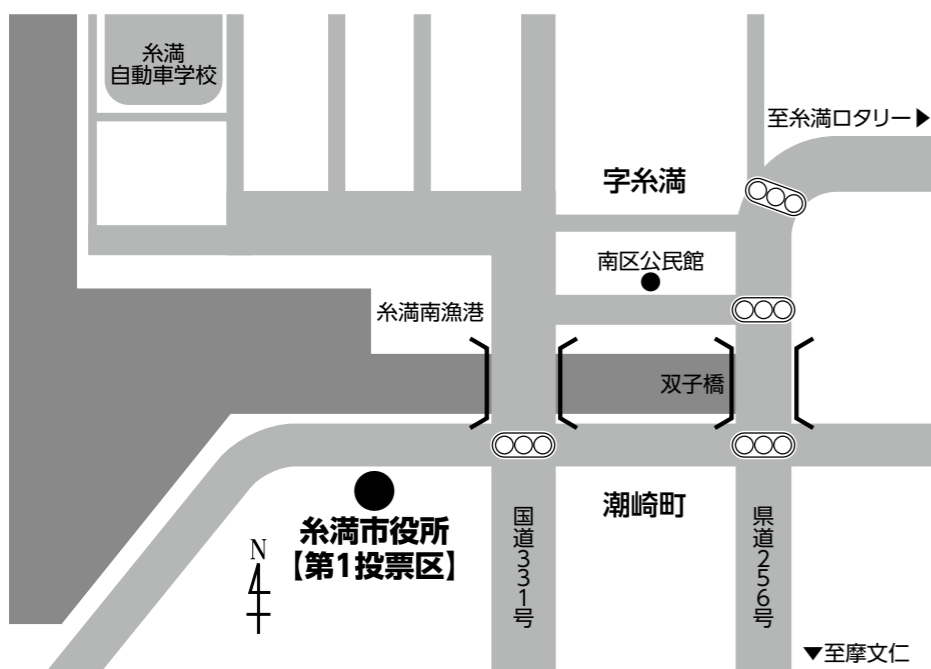 糸満
自動車学校
至糸満ロタリー▶
字糸満
南区公民館
糸満南漁港
双子橋
糸満市役所
【第1投票区】
N
国道331号
潮崎町
県道256号
▼至摩文仁